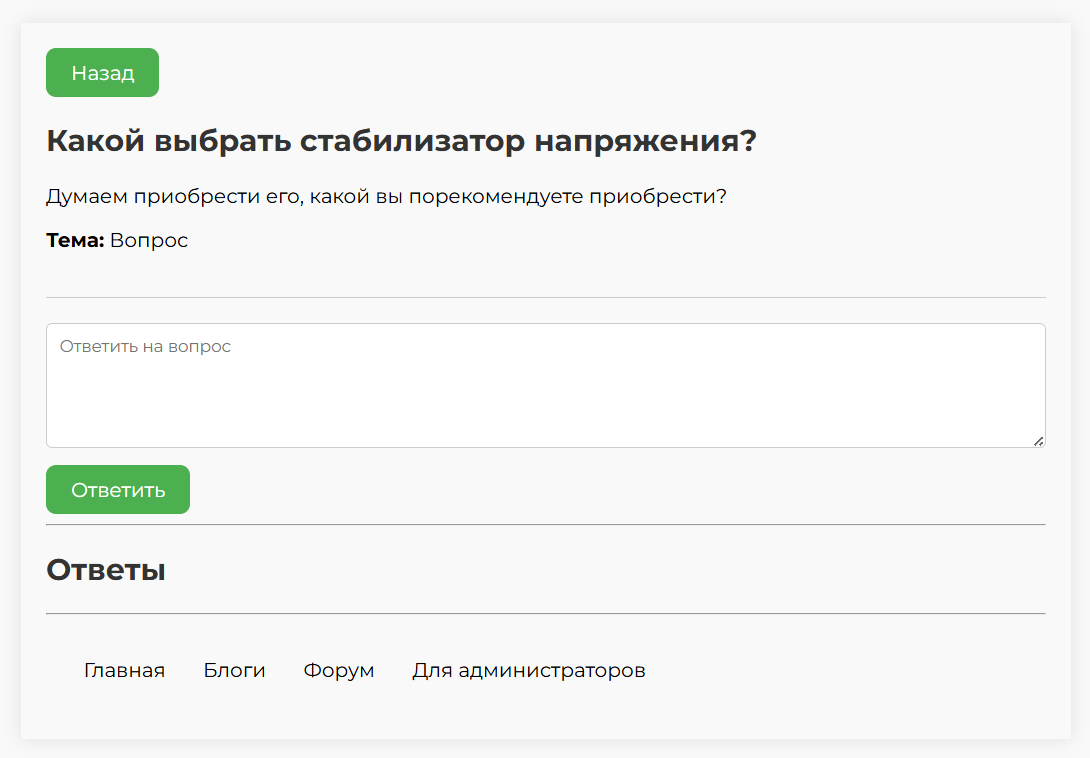 Назад
Какой выбрать стабилизатор напряжения?
Думаем приобрести его, какой вы порекомендуете приобрести?
Тема: Вопрос
Ответить на вопрос
Ответить
Ответы
Главная Блоги Форум Для администраторов